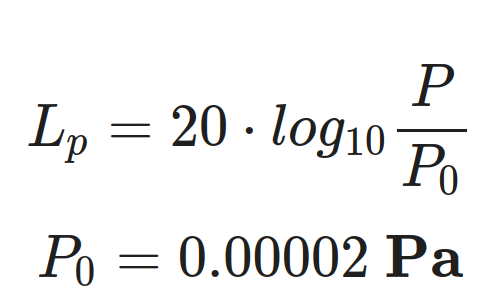 L_p = 20 · log_10 P/P_0
P_0 = 0.00002 Pa